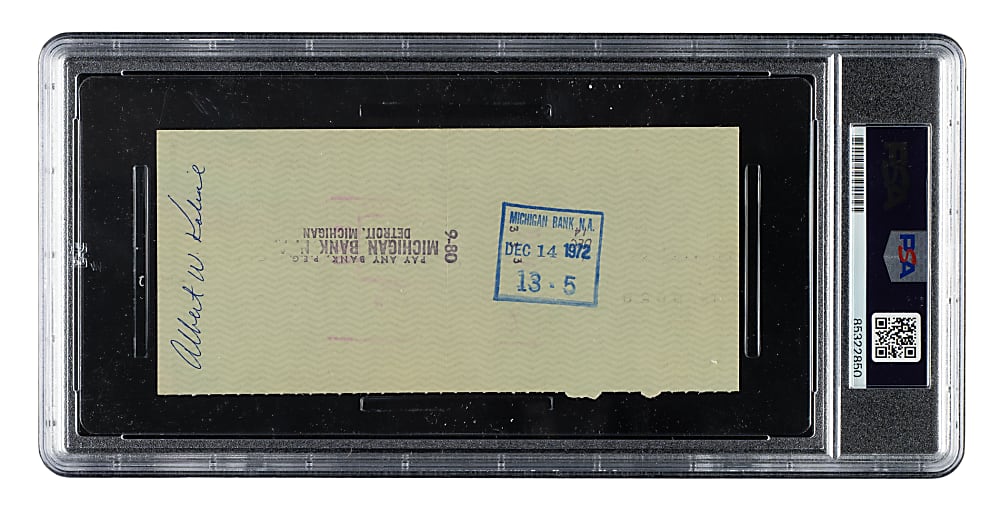 Albert W Kaline
PAY ANY BANK, P.E.G.
MICHIGAN BANK
DETROIT, MICHIGAN
9-80
MICHIGAN BANK, N.A.
DEC 14 1972
13 - 5
PSA
85322850